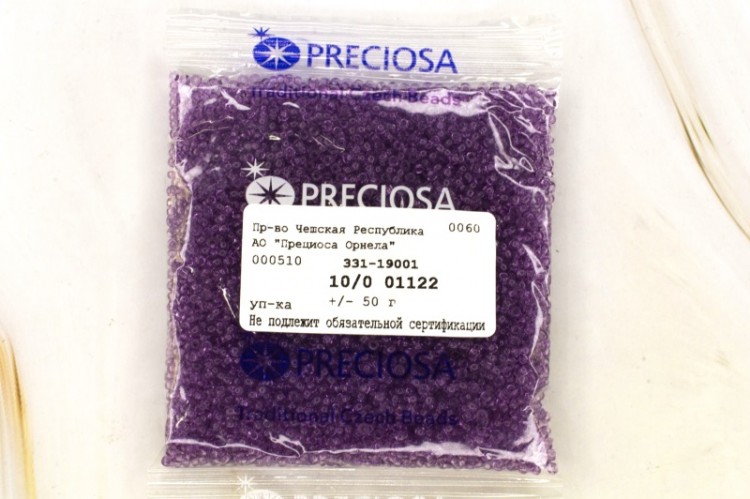 PRECIOSA
Traditional Czech Beads
PRECIOSA
Пр-во Чешская Республика 0060
АО "Прециоса Орнела"
000510 331-19001
10/0 01122
уп-ка +/- 50 г
Не подлежит обязательной сертификации
PRECIOSA
Traditional Czech Beads